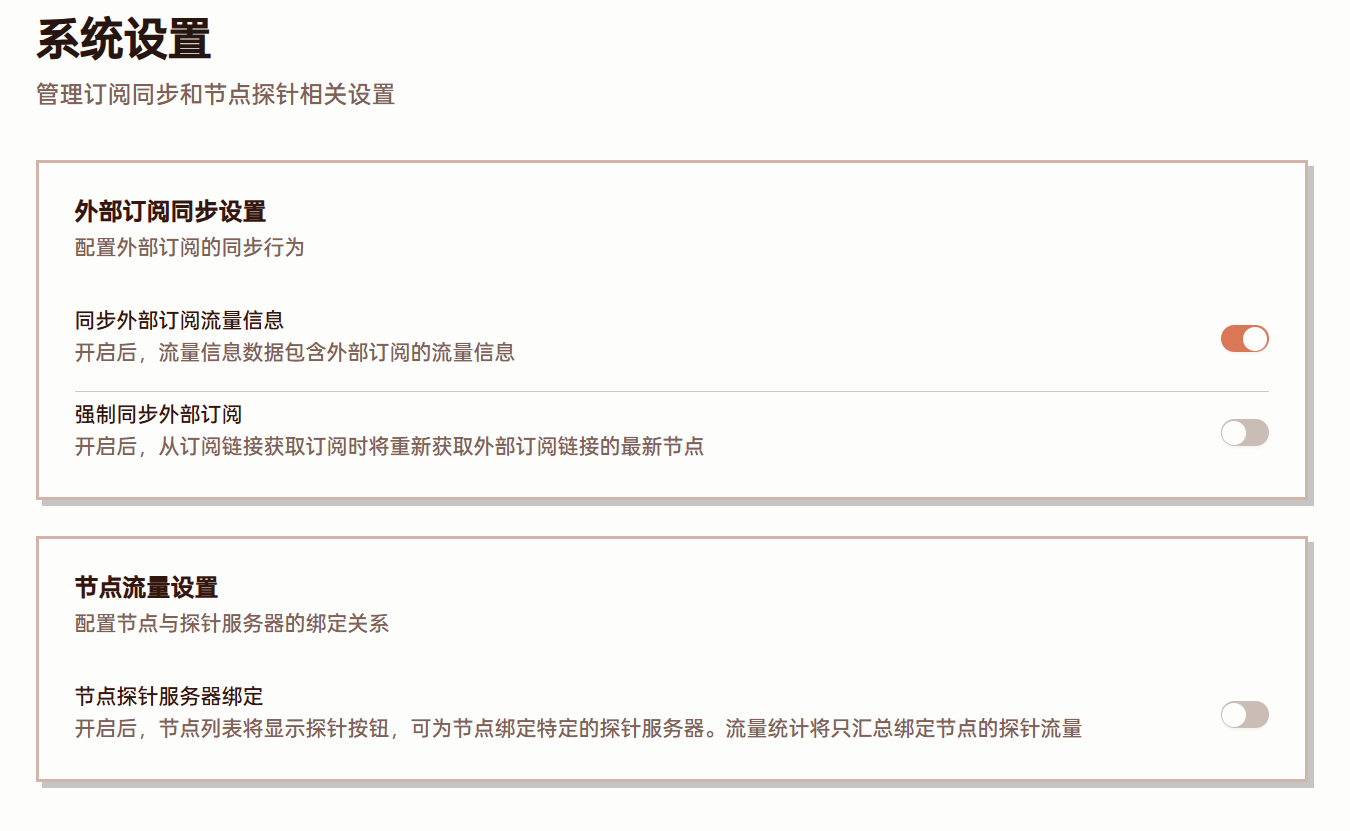 系统设置
管理订阅同步和节点探针相关设置
外部订阅同步设置
配置外部订阅的同步行为
同步外部订阅流量信息
开启后，流量信息数据包含外部订阅的流量信息
强制同步外部订阅
开启后，从订阅链接获取订阅时将重新获取外部订阅链接的最新节点
节点流量设置
配置节点与探针服务器的绑定关系
节点探针服务器绑定
开启后，节点列表将显示探针按钮，可为节点绑定特定的探针服务器。流量统计将只汇总绑定节点的探针流量